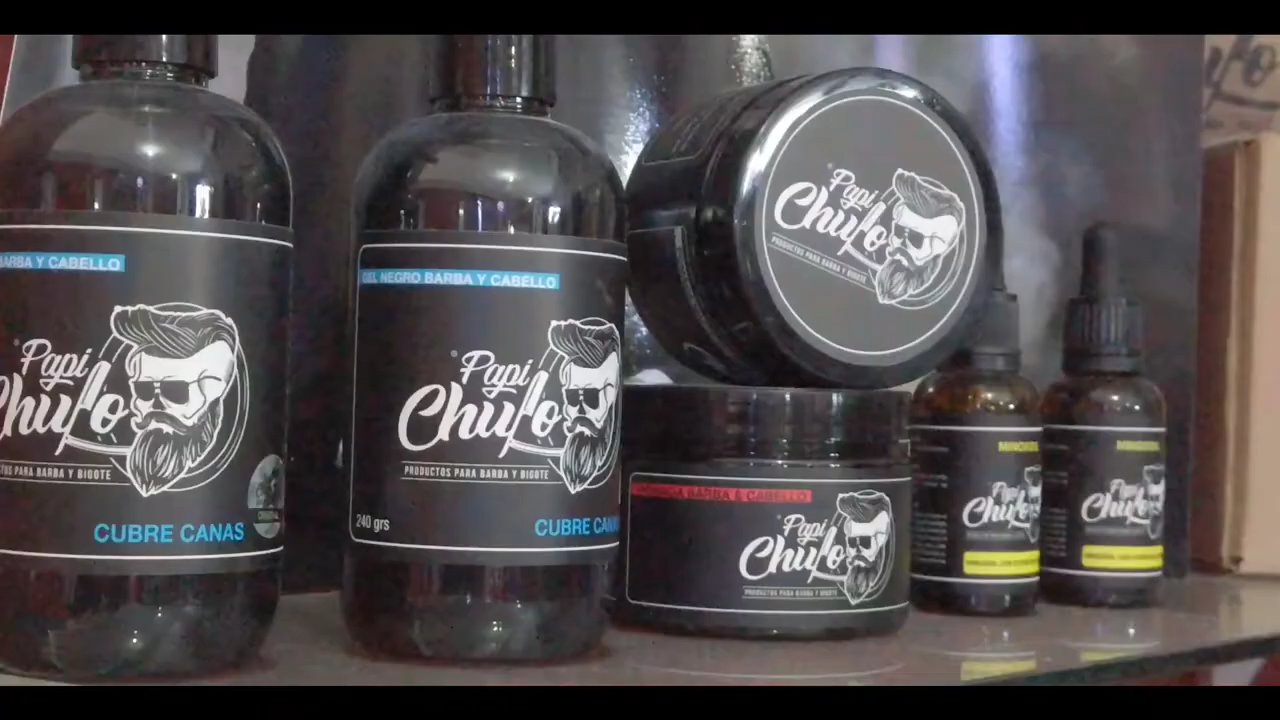 BARBA Y CABELLO
Papi
Chulo
PRODUCTOS PARA BARBA Y BIGOTE
CUBRE CANAS
GEL NEGRO BARBA Y CABELLO
Papi
Chulo
PRODUCTOS PARA BARBA Y BIGOTE
240 grs
CUBRE
Papi
Chulo
PRODUCTOS PARA BARBA Y BIGOTE
BARBA & CABELLO
Papi
Chulo
PRODUCTOS PARA BARBA Y BIGOTE
Papi
Chulo
Papi
Chulo